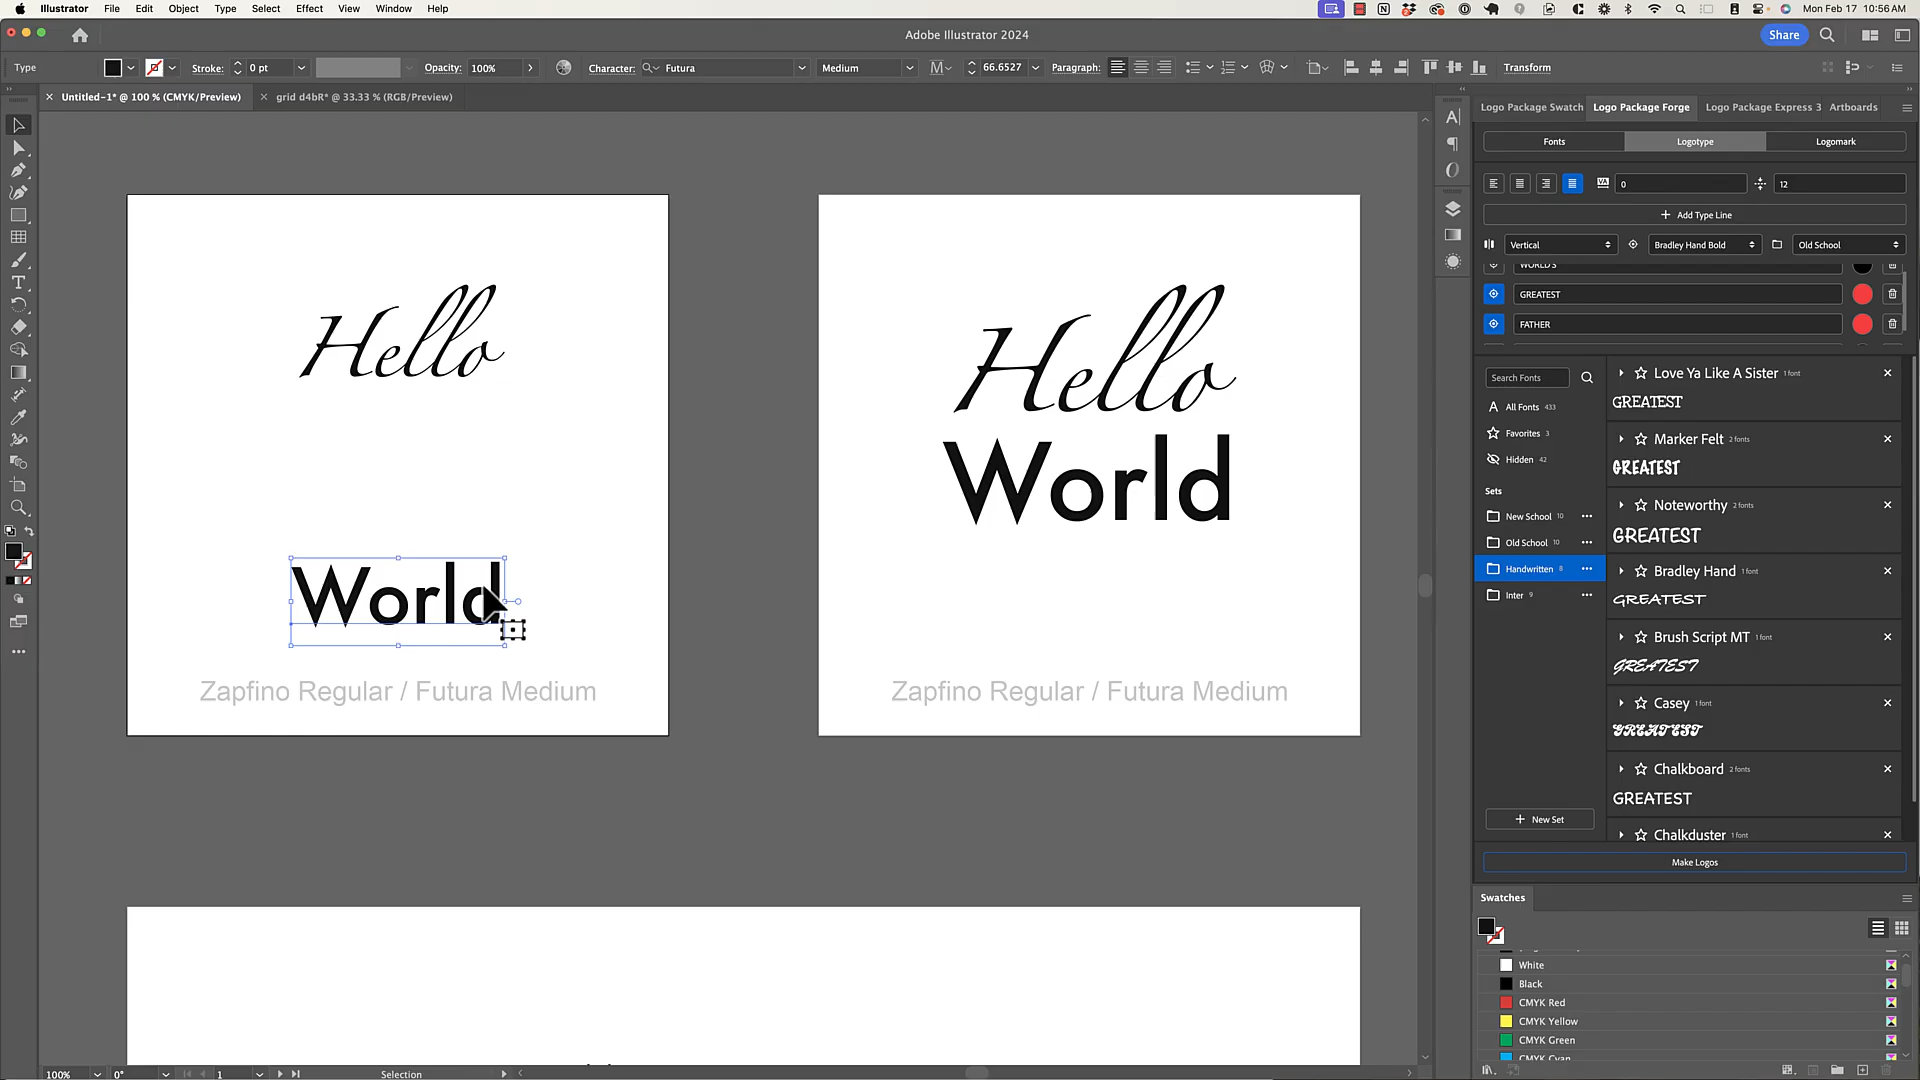 Illustrator File Edit Object Type Select Effect View Window Help
Mon Feb 17 10:56 AM
Adobe Illustrator 2024
Share
Type
Stroke: 0 pt
Opacity: 100%
Character: Futura
Medium
66.6527
Paragraph:
Transform
Untitled-1* @ 100 % (CMYK/Preview)
grid d4bR* @ 33.33 % (RGB/Preview)
Logo Package Swatch
Logo Package Forge
Logo Package Express 3
Artboards
Fonts
Logotype
Logomark
0
12
+ Add Type Line
Vertical
Bradley Hand Bold
Old School
WORLD'S
GREATEST
FATHER
Hello
World
Zapfino Regular / Futura Medium
Hello
World
Zapfino Regular / Futura Medium
Search Fonts
All Fonts 433
Favorites 3
Hidden 42
Sets
New School 10
Old School 10
Handwritten 8
Inter 9
+ New Set
Love Ya Like A Sister 1 font
GREATEST
Marker Felt 2 fonts
GREATEST
Noteworthy 2 fonts
GREATEST
Bradley Hand 1 font
GREATEST
Brush Script MT 1 font
GREATEST
Casey 1 font
GREATEST
Chalkboard 2 fonts
GREATEST
Chalkduster 1 font
Make Logos
Swatches
White
Black
CMYK Red
CMYK Yellow
CMYK Green
CMYK Cyan
100%
0°
1
Selection